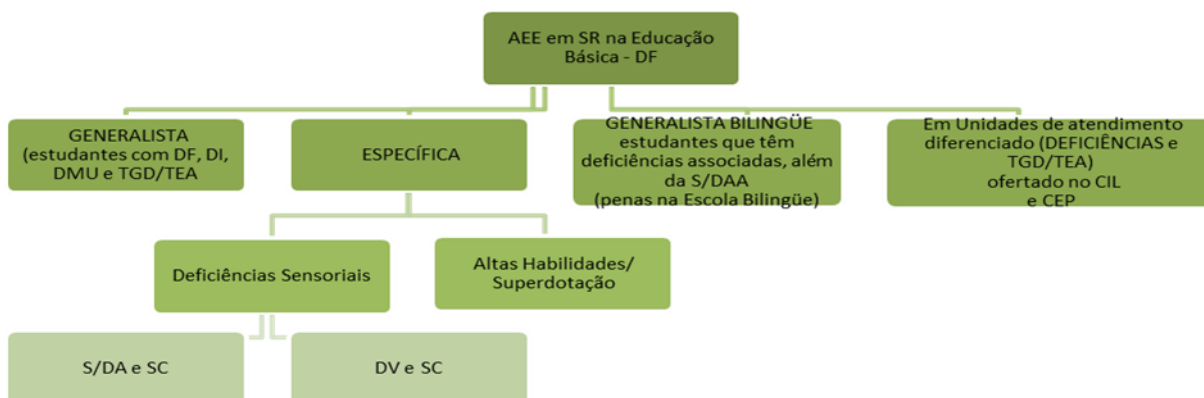 AEE em SR na Educação
Básica - DF
GENERALISTA
(estudantes com DF, DI,
DMU e TGD/TEA
ESPECÍFICA
GENERALISTA BILINGÜE
estudantes que têm
deficiências associadas, além
da S/DAA
(penas na Escola Bilingüe)
Em Unidades de atendimento
diferenciado (DEFICIÊNCIAS e
TGD/TEA)
ofertado no CIL
e CEP
Deficiências Sensoriais
Altas Habilidades/
Superdotação
S/DA e SC
DV e SC